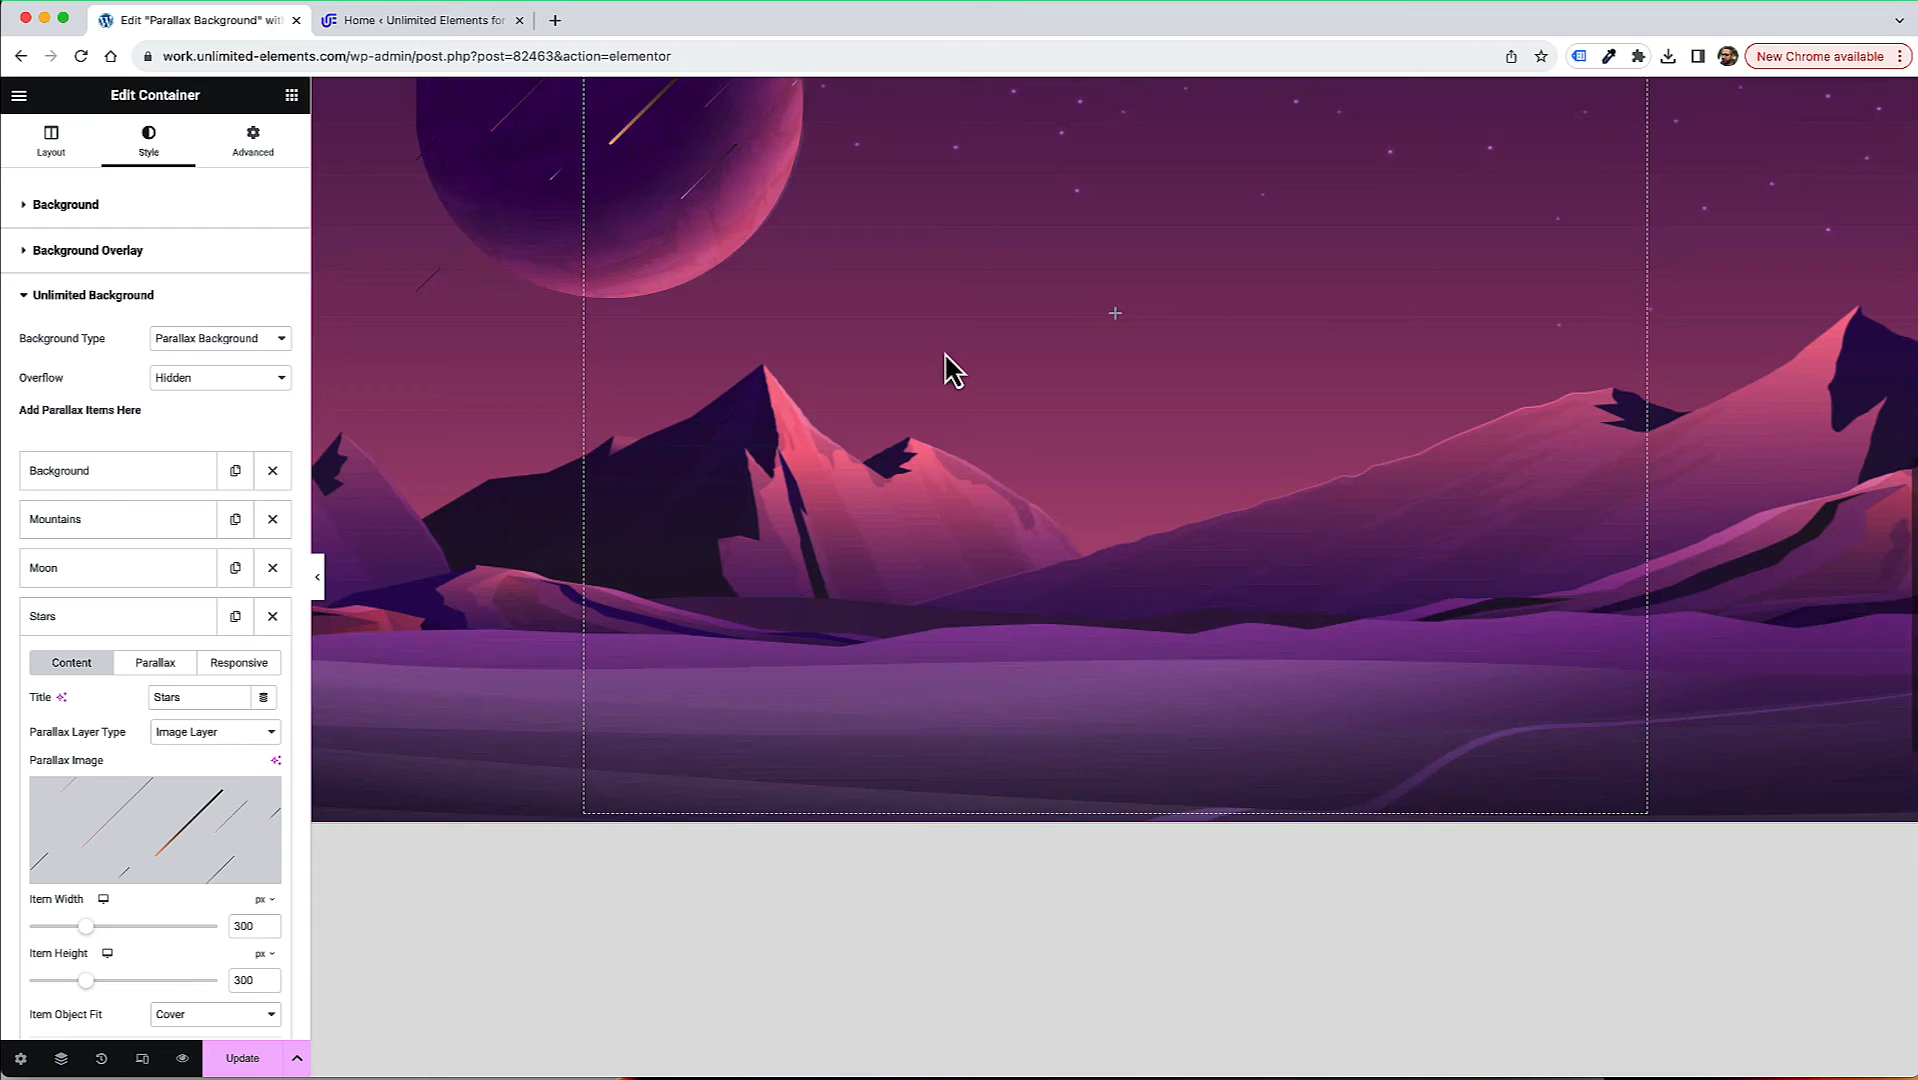 Edit "Parallax Background" wit
Home ‹ Unlimited Elements for
work.unlimited-elements.com/wp-admin/post.php?post=82463&action=elementor
New Chrome available
Edit Container
Layout
Style
Advanced
Background
Background Overlay
Unlimited Background
Background Type
Parallax Background
Overflow
Hidden
Add Parallax Items Here
Background
Mountains
Moon
Stars
Content
Parallax
Responsive
Title
Stars
Parallax Layer Type
Image Layer
Parallax Image
Item Width
px
300
Item Height
px
300
Item Object Fit
Cover
Update